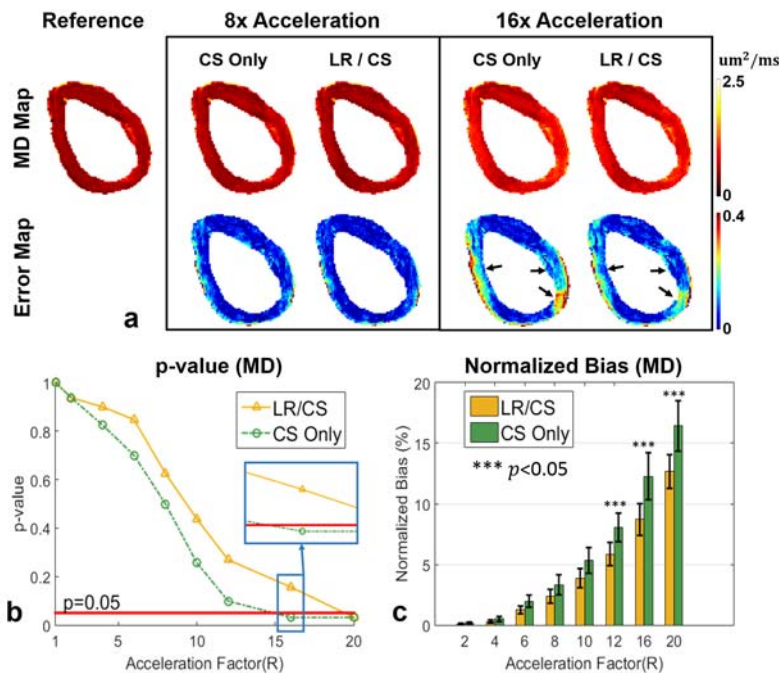 Reference 8x Acceleration 16x Acceleration
CS Only LR / CS CS Only LR / CS
um²/ms
MD Map
2.5
0
Error Map
0.4
0
a
p-value (MD)
1
0.8
0.6
0.4
0.2
0
p-value
LR/CS
CS Only
p=0.05
1 5 10 15 20
Acceleration Factor(R)
b
Normalized Bias (MD)
20
15
10
5
0
Normalized Bias (%)
LR/CS
CS Only
*** p<0.05
***
***
***
2 4 6 8 10 12 16 20
Acceleration Factor(R)
c